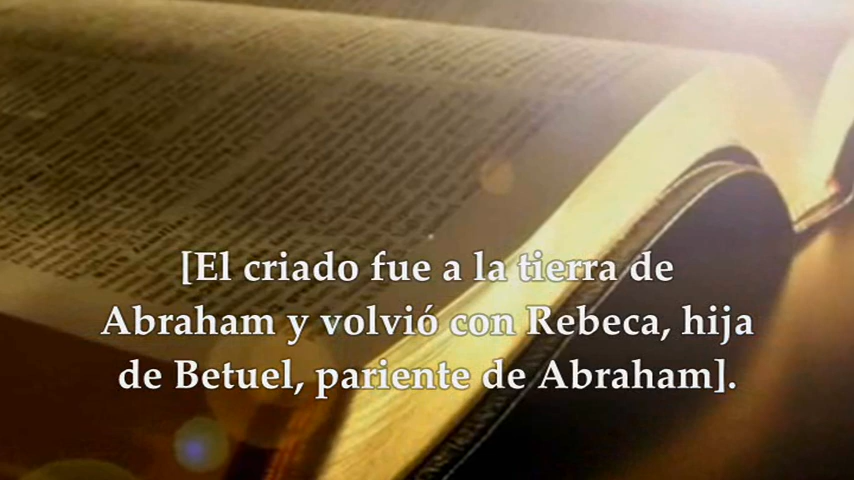 [El criado fue a la tierra de
Abraham y volvió con Rebeca, hija
de Betuel, pariente de Abraham].